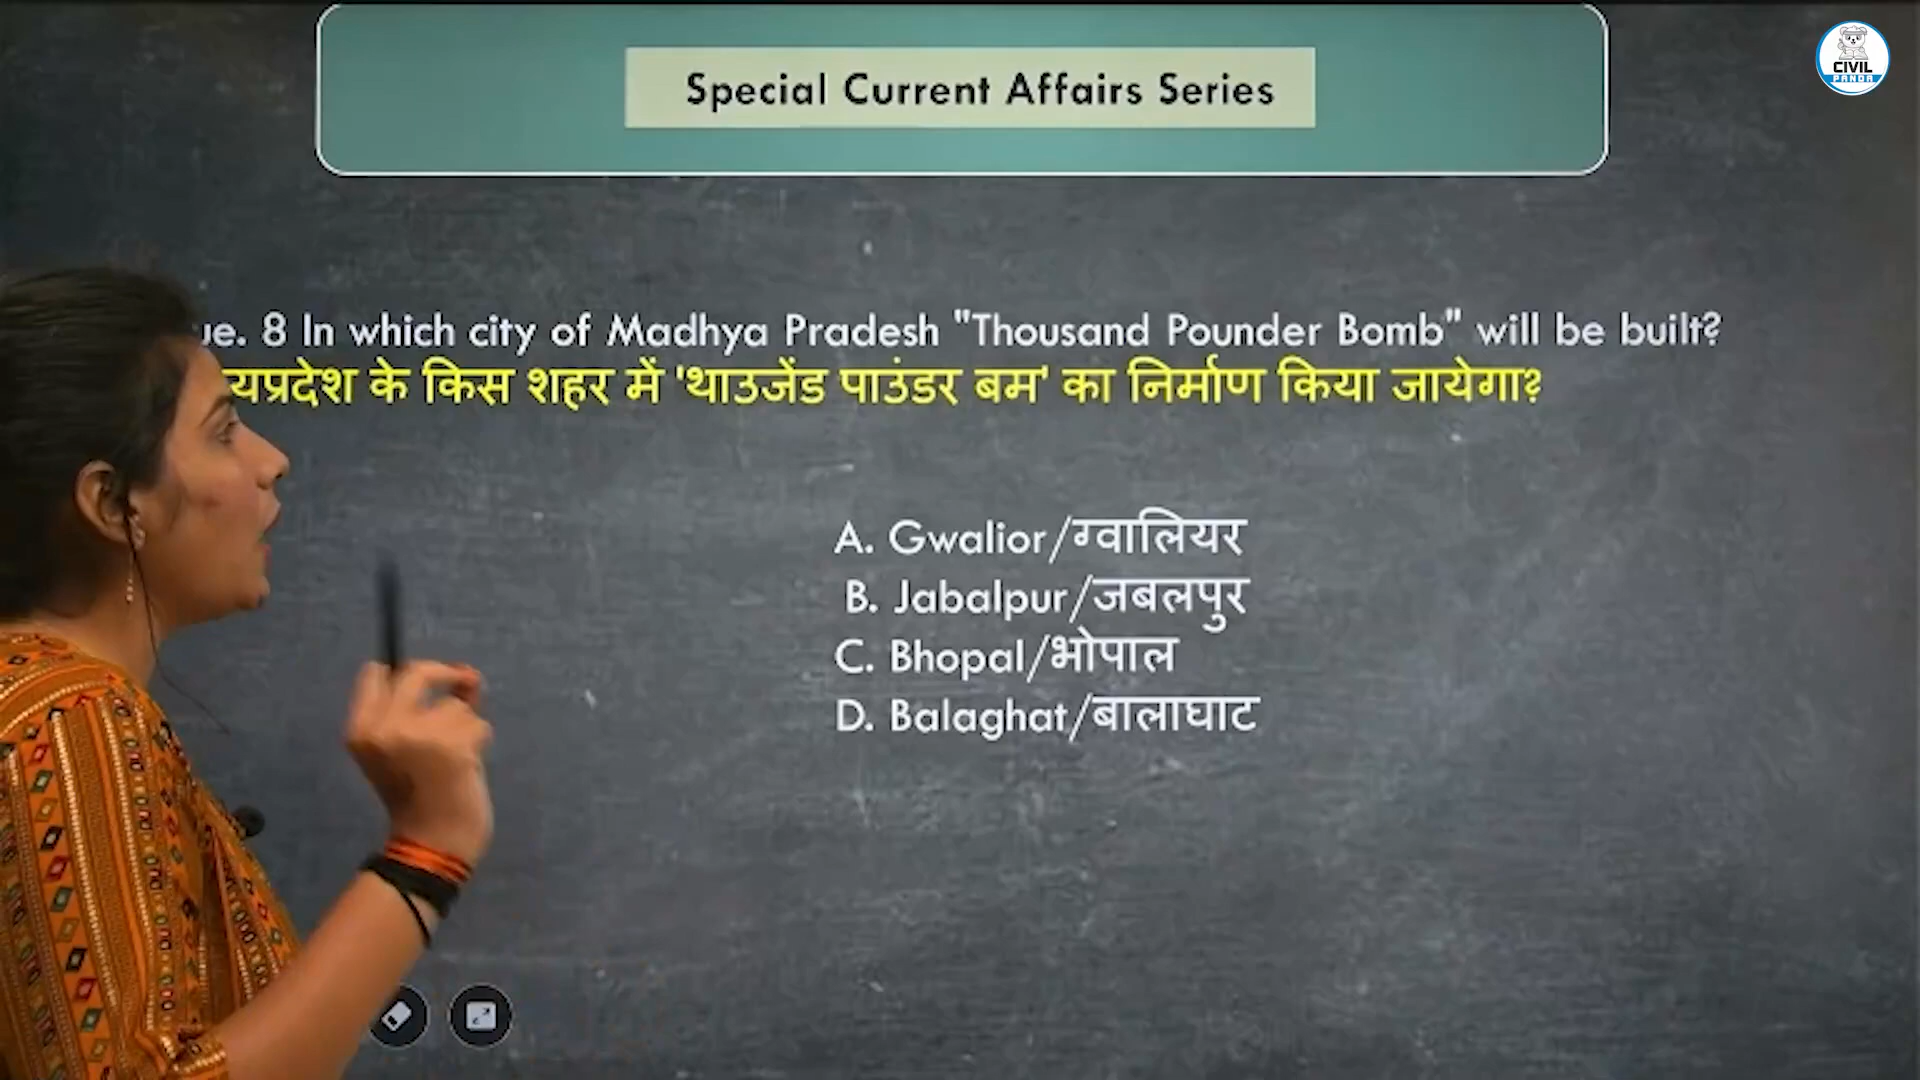 Special Current Affairs Series
CIVIL
PANDA
ue. 8 In which city of Madhya Pradesh "Thousand Pounder Bomb" will be built?
यप्रदेश के किस शहर में 'थाउजेंड पाउंडर बम' का निर्माण किया जायेगा?
A. Gwalior/ग्वालियर
B. Jabalpur/जबलपुर
C. Bhopal/भोपाल
D. Balaghat/बालाघाट